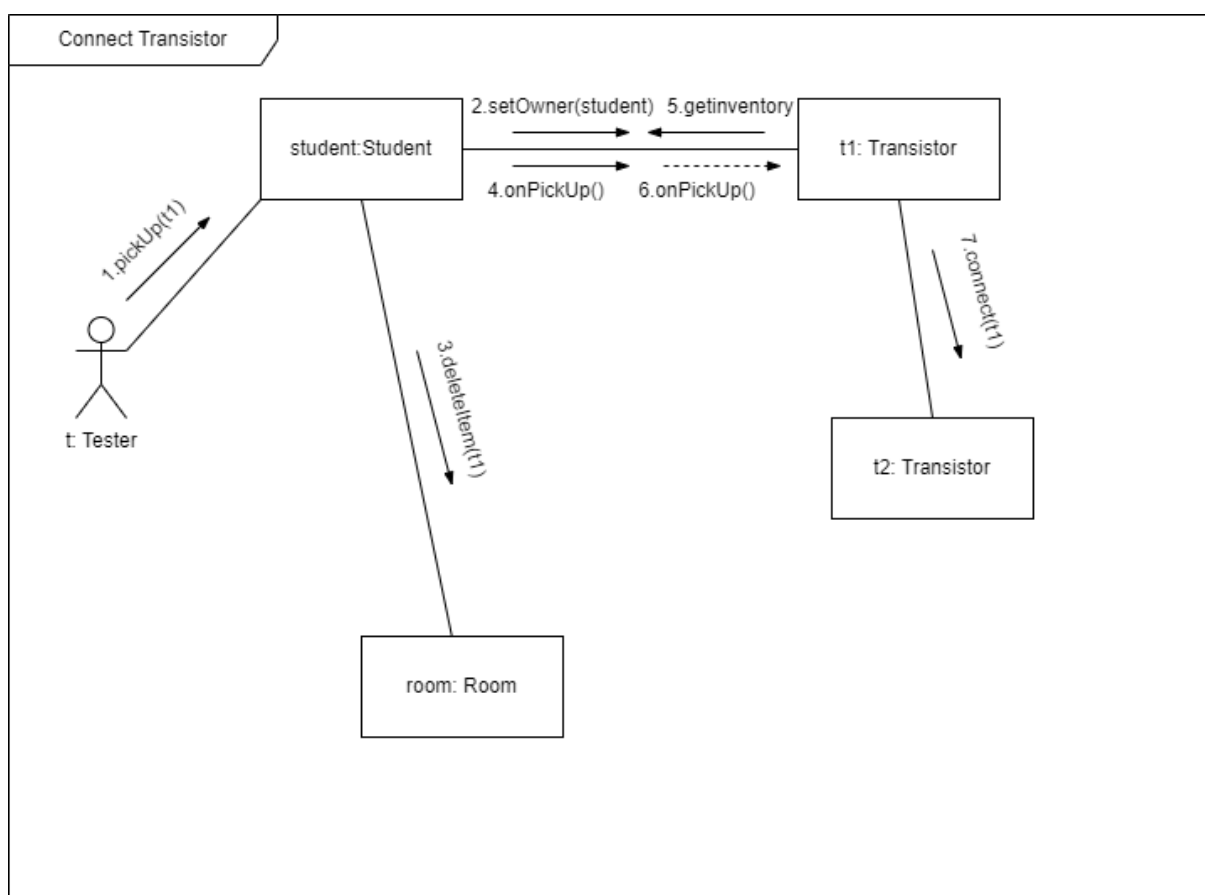 Connect Transistor
2.setOwner(student)
5.getinventory
student:Student
t1: Transistor
4.onPickUp()
6.onPickUp()
1.pickUp(t1)
7.connect(t1)
3.deleteItem(t1)
t: Tester
t2: Transistor
room: Room